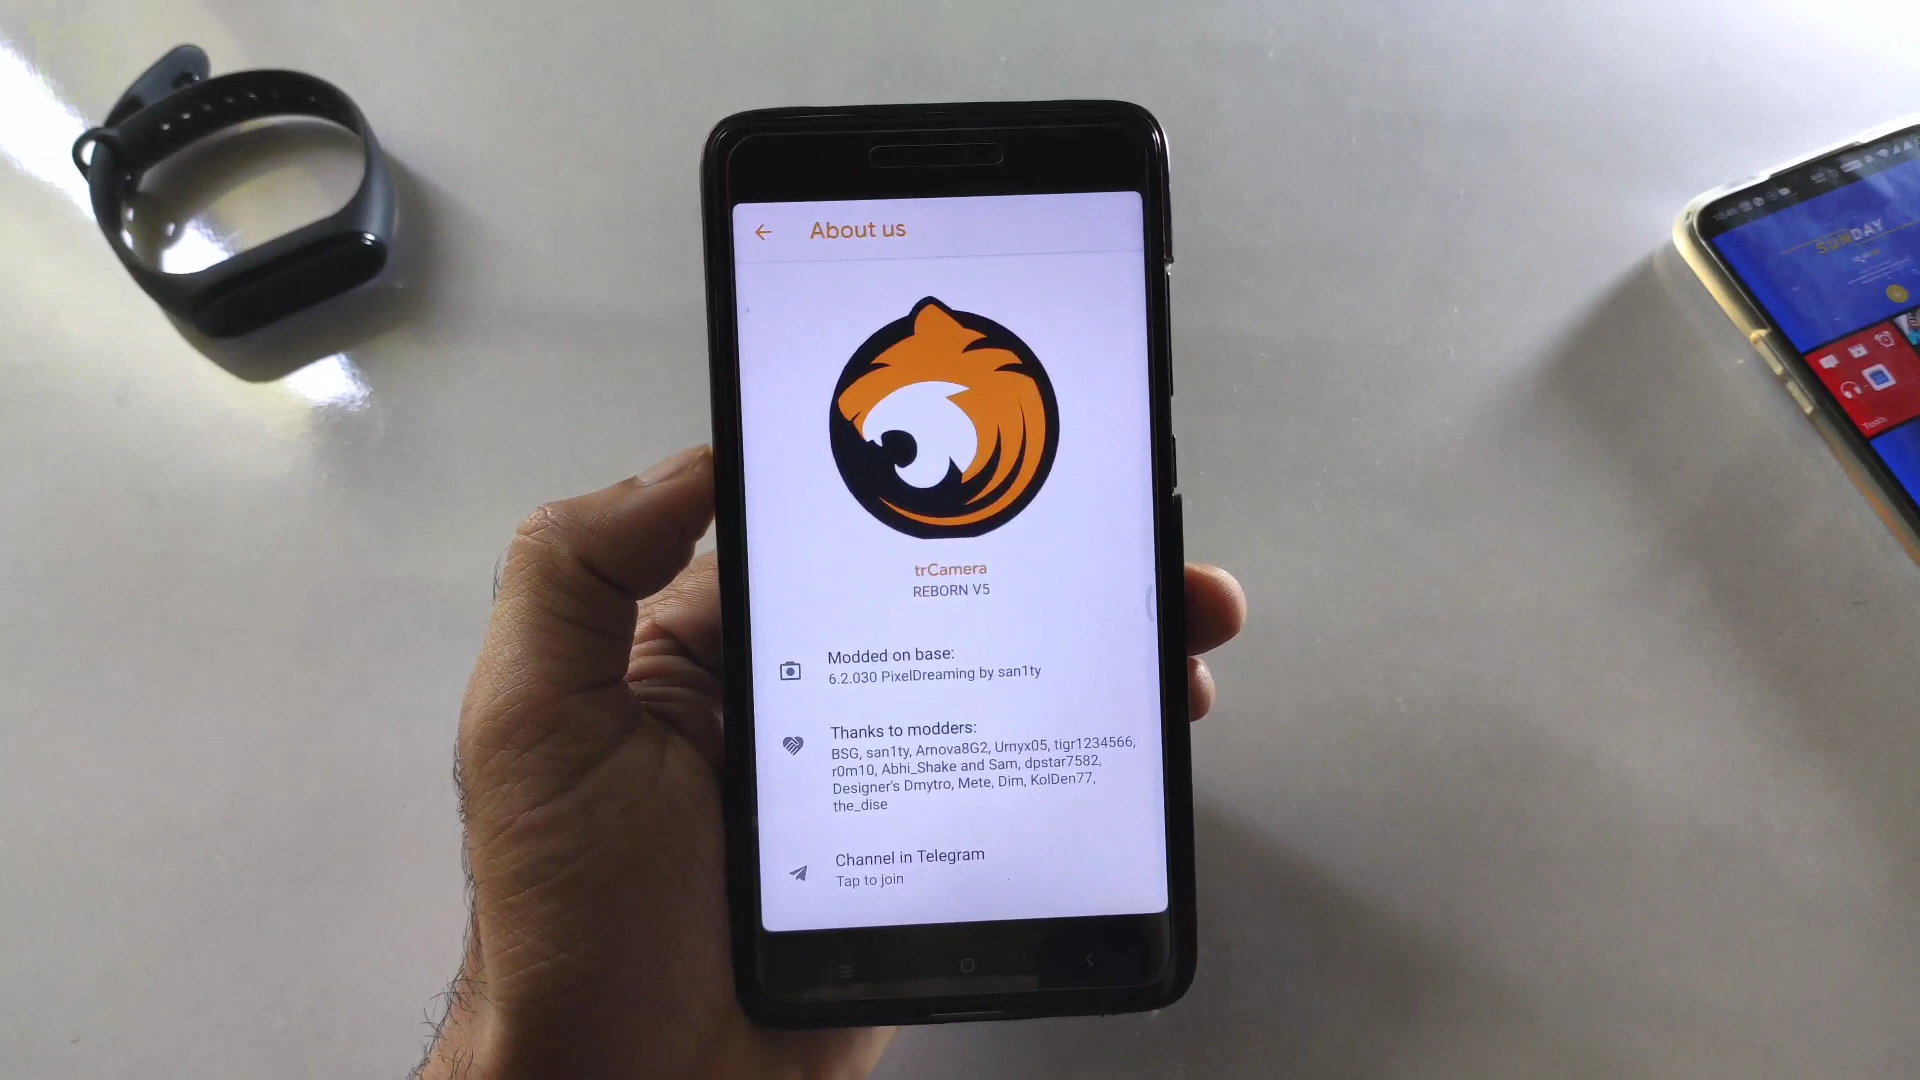 About us
trCamera
REBORN V5
Modded on base:
6.2.030 PixelDreaming by san1ty
Thanks to modders:
BSG, san1ty, Arnova8G2, Urnyx05, tigr1234566,
r0m10, Abhi_Shake and Sam, dpstar7582,
Designer's Dmytro, Mete, Dim, KolDen77,
the_dise
Channel in Telegram
Tap to join
SUNDAY
Tools